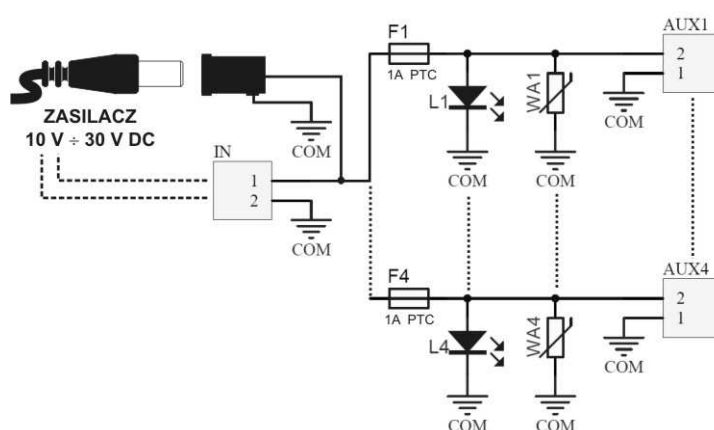 F1
1A PTC
L1
COM
WA1
COM
AUX1
2
1
COM
ZASILACZ
10 V ÷ 30 V DC
COM
IN
1
2
COM
F4
1A PTC
L4
COM
WA4
COM
AUX4
2
1
COM